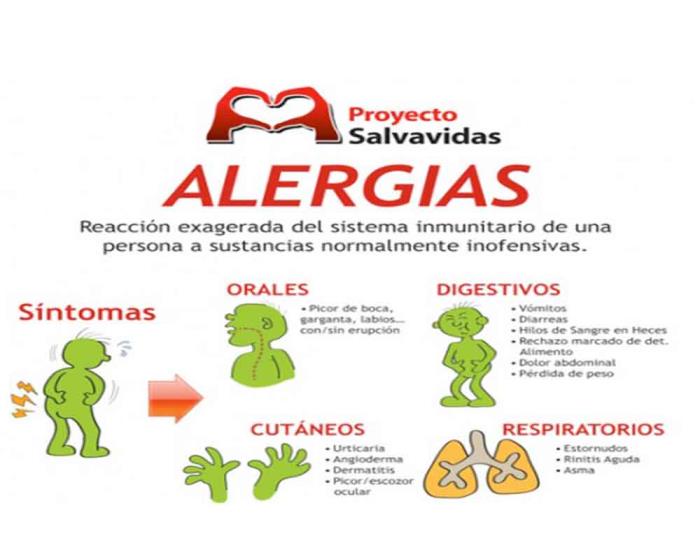 Proyecto
Salvavidas
ALERGIAS
Reacción exagerada del sistema inmunitario de una
persona a sustancias normalmente inofensivas.
Síntomas
ORALES
• Picor de boca,
garganta, labios...
con/sin erupción
DIGESTIVOS
• Vómitos
• Diarreas
• Hilos de Sangre en Heces
• Rechazo marcado de det.
Alimento
• Dolor abdominal
• Pérdida de peso
CUTÁNEOS
• Urticaria
• Angioderma
• Dermatitis
• Picor/escozor
ocular
RESPIRATORIOS
• Estornudos
• Rinitis Aguda
• Asma